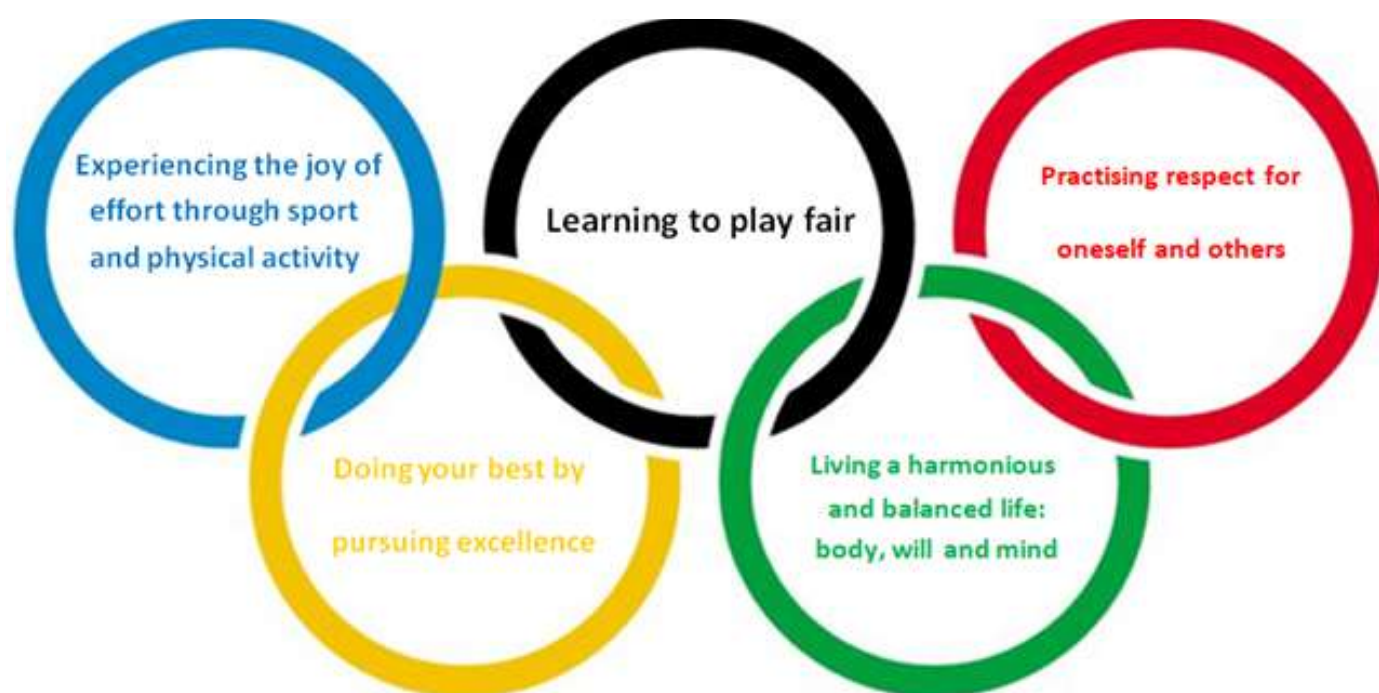 Experiencing the joy of
effort through sport
and physical activity
Learning to play fair
Practising respect for
oneself and others
Doing your best by
pursuing excellence
Living a harmonious
and balanced life:
body, will and mind